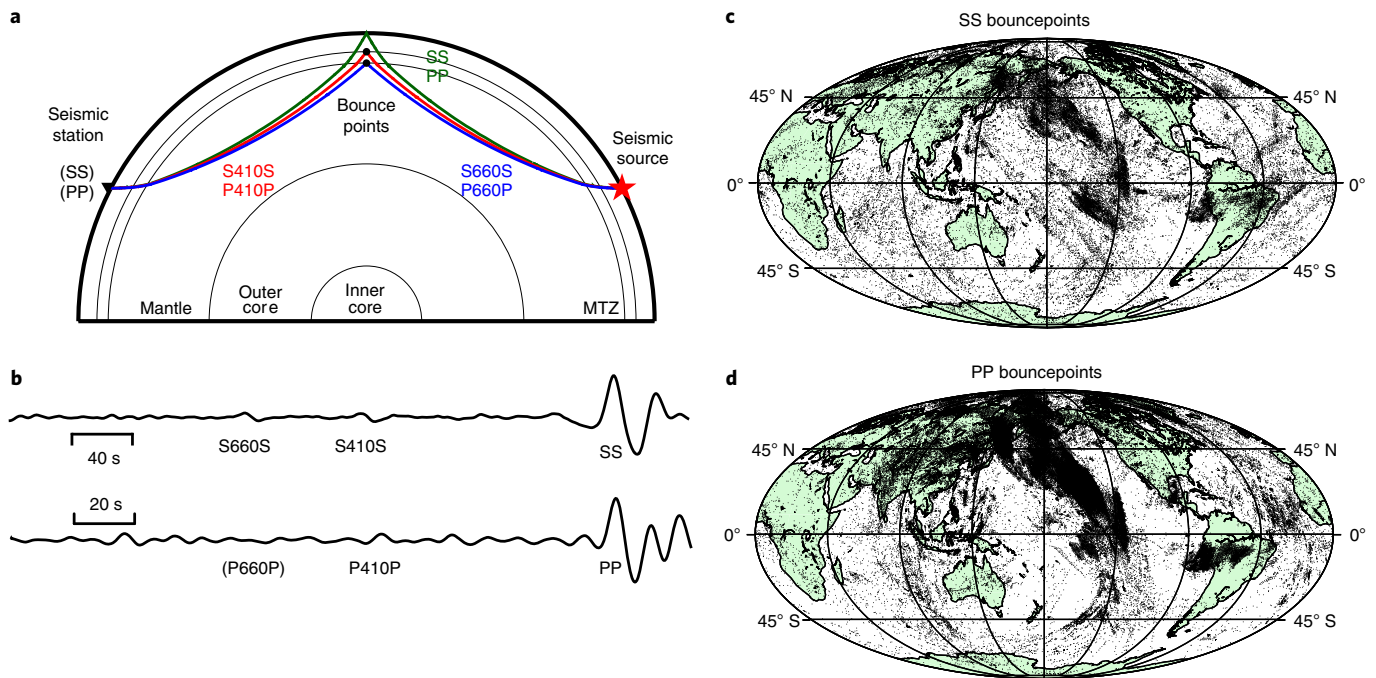 a
SS
PP
Bounce
points
Seismic
station
Seismic
source
(SS)
(PP)
S410S
P410P
S660S
P660P
Mantle
Outer
core
Inner
core
MTZ
b
40 s
S660S
S410S
SS
20 s
(P660P)
P410P
PP
c
SS bouncepoints
45° N
45° N
0°
0°
45° S
45° S
d
PP bouncepoints
45° N
45° N
0°
0°
45° S
45° S